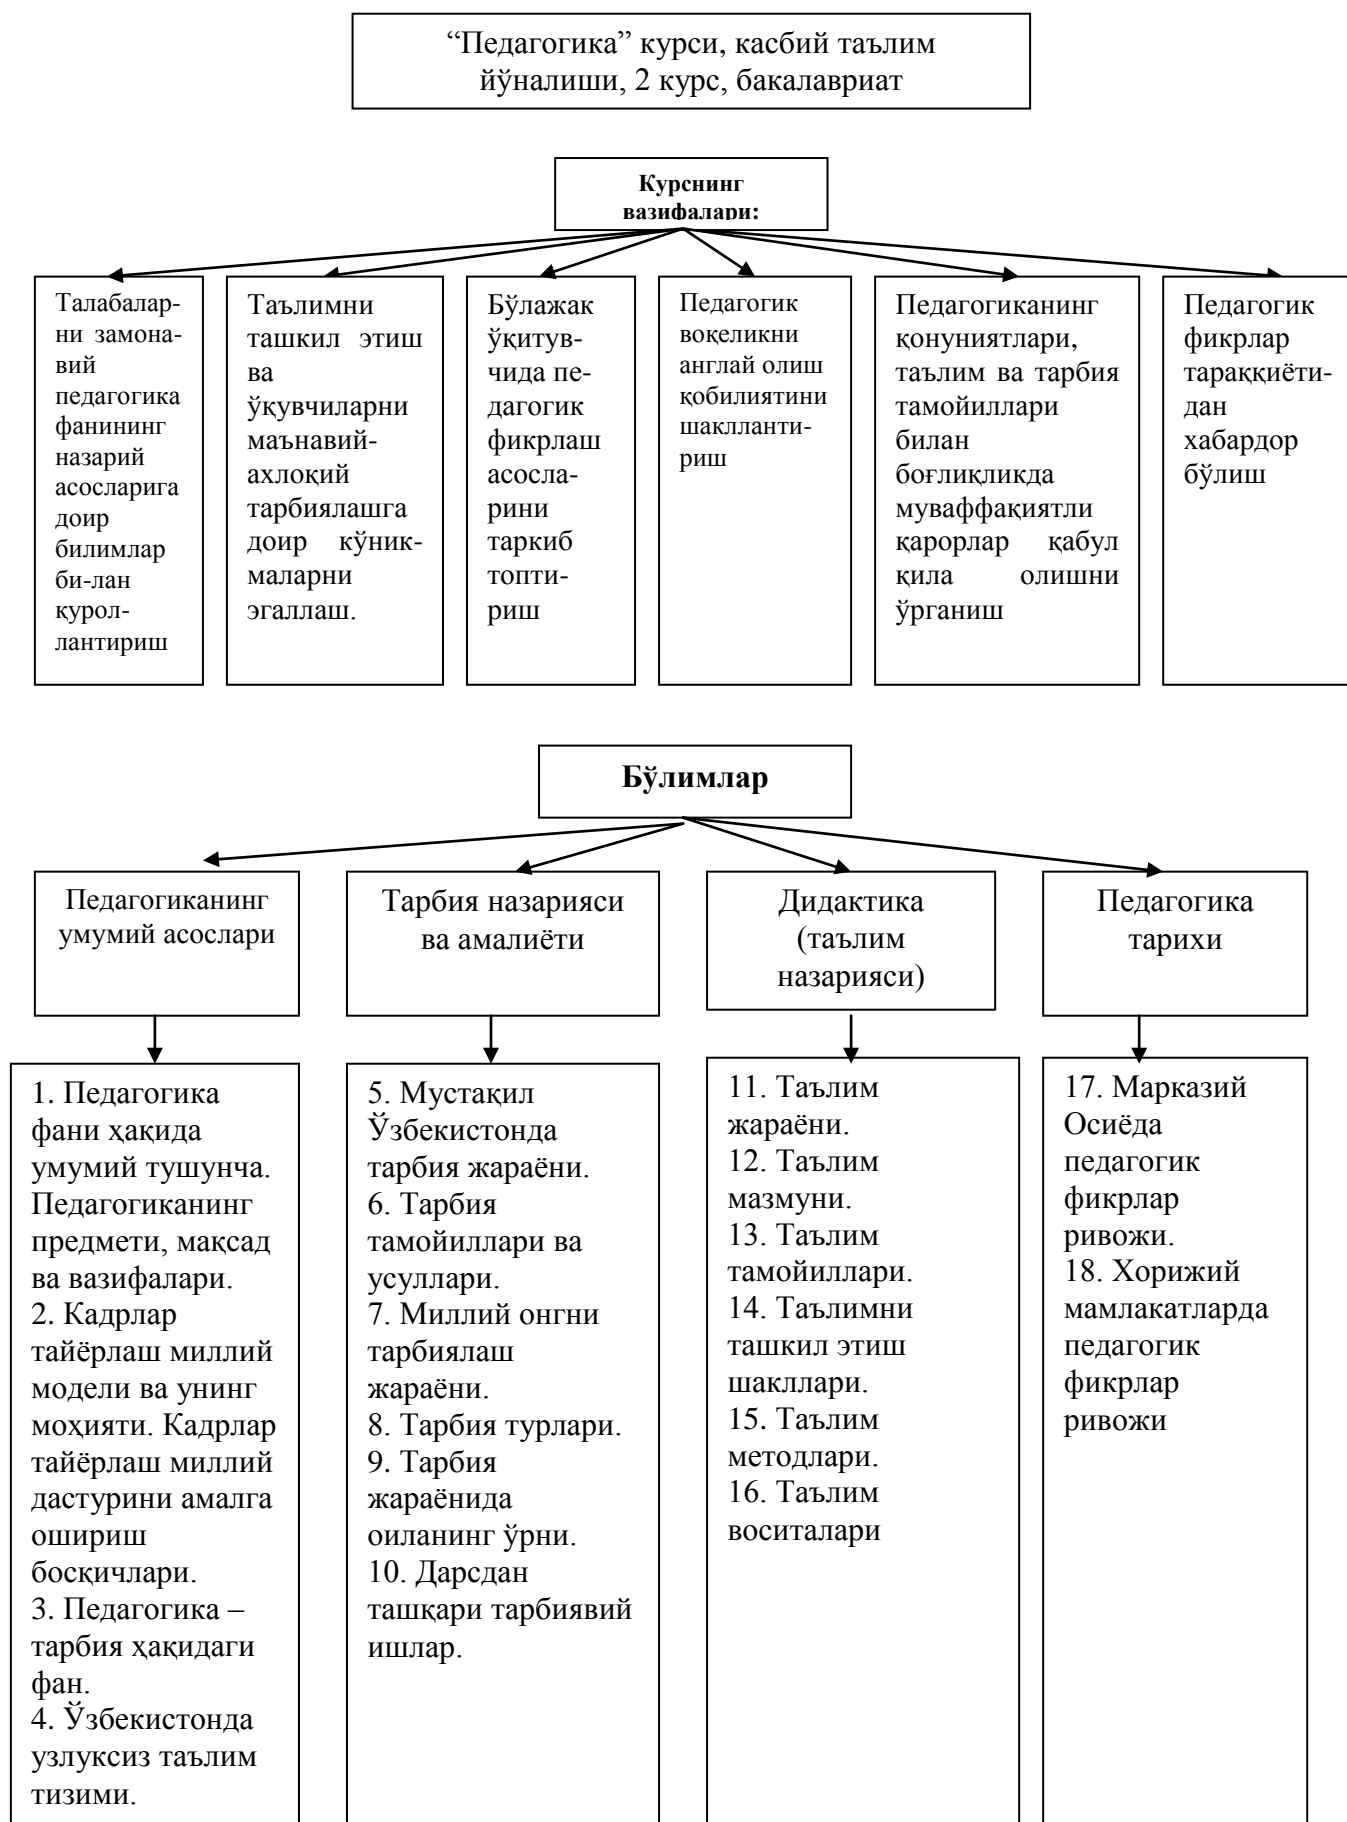 “Педагогика” курси, касбий таълим
йўналиши, 2 курс, бакалавриат
Курснинг
вазифалари:
Талабалар-
ни замона-
вий
педагогика
фанининг
назарий
асосларига
доир
билимлар
би-лан
қурол-
лантириш
Таълимни
ташкил этиш
ва
ўқувчиларни
маънавий-
ахлоқий
тарбиялашга
доир кўник-
маларни
эгаллаш.
Бўлажак
ўқитув-
чида пе-
дагогик
фикрлаш
асосла-
рини
таркиб
топти-
риш
Педагогик
воқеликни
англай олиш
қобилиятини
шакллантири-
риш
Педагогиканинг
қонуниятлари,
таълим ва тарбия
тамойиллари
билан
боғлиқликда
муваффақиятли
қарорлар қабул
қила олишни
ўрганиш
Педагогик
фикрлар
тараққиёти-
дан
хабардор
бўлиш
Бўлимлар
Педагогиканинг
умумий асослари
Тарбия назарияси
ва амалиёти
Дидактика
(таълим
назарияси)
Педагогика
тарихи
1. Педагогика
фани ҳақида
умумий тушунча.
Педагогиканинг
предмети, мақсад
ва вазифалари.
2. Кадрлар
тайёрлаш миллий
модели ва унинг
моҳияти. Кадрлар
тайёрлаш миллий
дастурини амалга
ошириш
босқичлари.
3. Педагогика –
тарбия ҳақидаги
фан.
4. Ўзбекистонда
узлуксиз таълим
тизими.
5. Мустақил
Ўзбекистонда
тарбия жараёни.
6. Тарбия
тамойиллари ва
усуллари.
7. Миллий онгни
тарбиялаш
жараёни.
8. Тарбия турлари.
9. Тарбия
жараёнида
оиланинг ўрни.
10. Дарсдан
ташқари тарбиявий
ишлар.
11. Таълим
жараёни.
12. Таълим
мазмуни.
13. Таълим
тамойиллари.
14. Таълимни
ташкил этиш
шакллари.
15. Таълим
методлари.
16. Таълим
воситалари
17. Марказий
Осиёда
педагогик
фикрлар
ривожи.
18. Хорижий
мамлакатларда
педагогик
фикрлар
ривожи